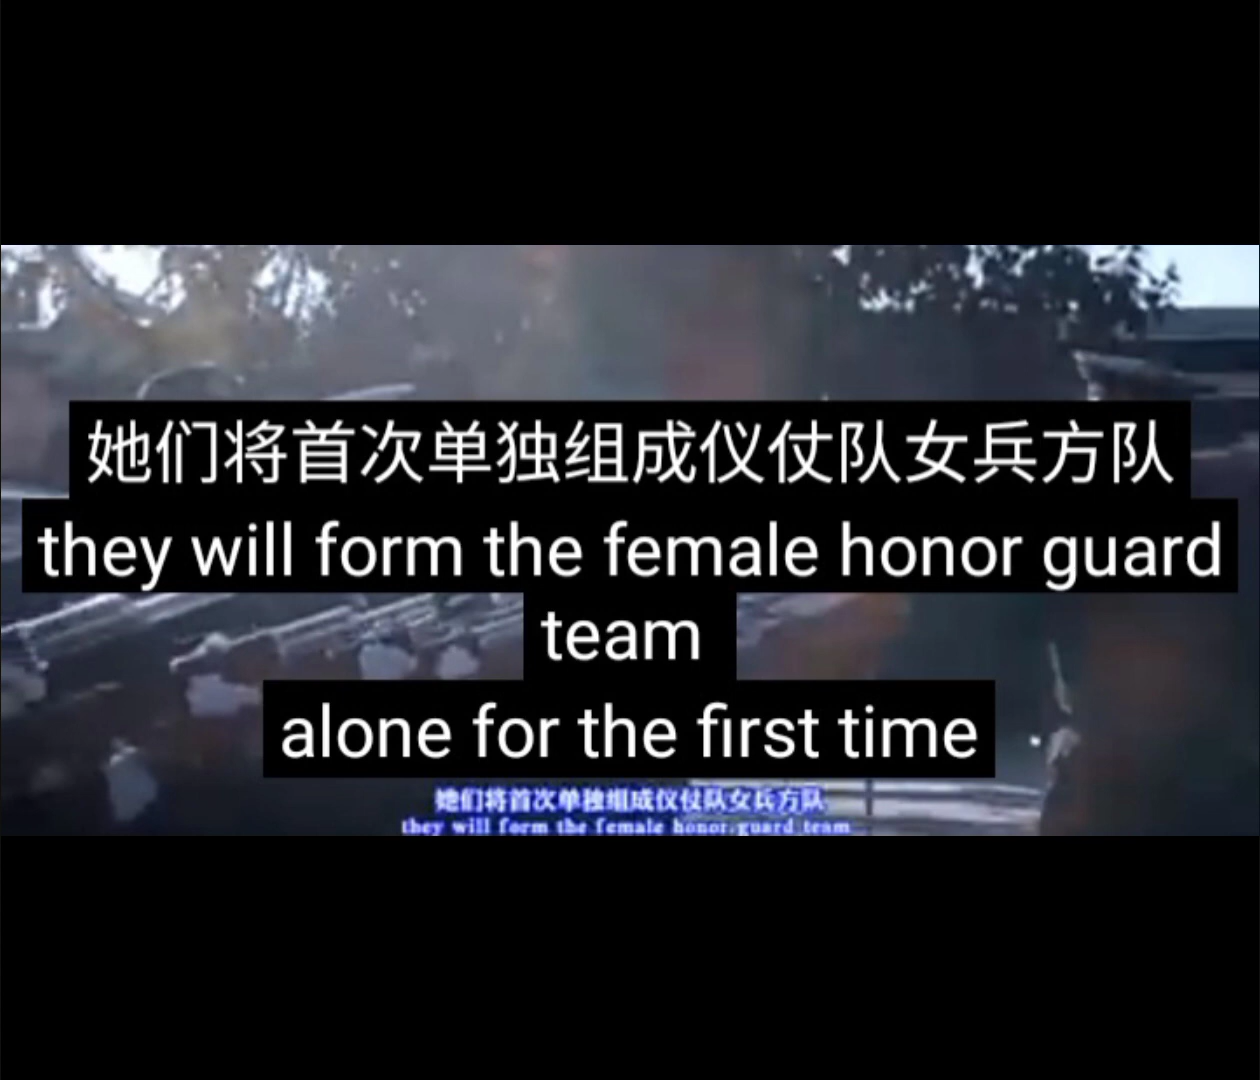 她们将首次单独组成仪仗队女兵方队
they will form the female honor guard
team
alone for the first time
她们将首次单独组成仪仗队女兵方队
they will form the female honor guard team